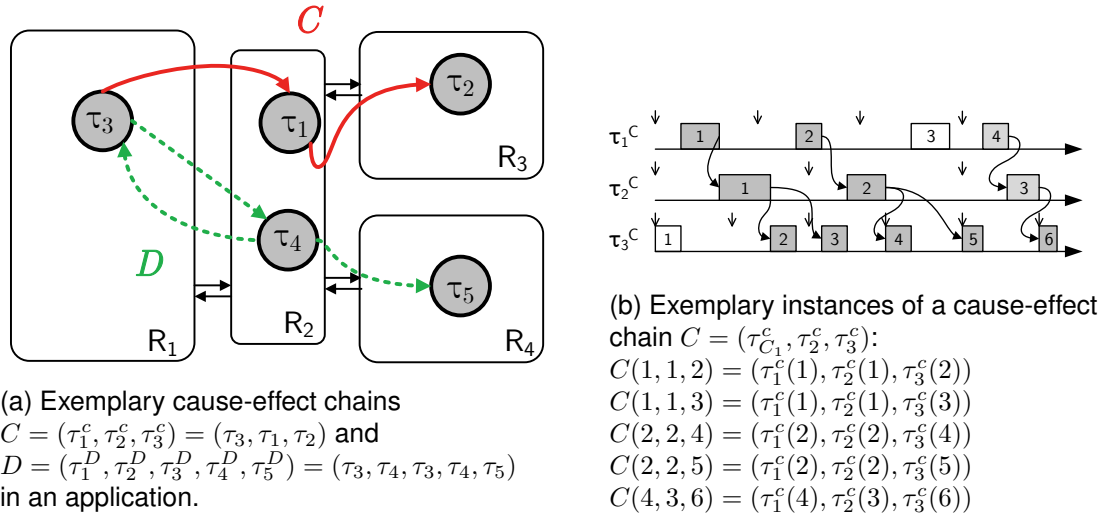 C
τ₃
τ₁
τ₂
R₃
D
τ₄
τ₅
R₁
R₂
R₄
(a) Exemplary cause-effect chains
C = (τ₁ᶜ, τ₂ᶜ, τ₃ᶜ) = (τ₃, τ₁, τ₂) and
D = (τ₁ᴰ, τ₂ᴰ, τ₃ᴰ, τ₄ᴰ, τ₅ᴰ) = (τ₃, τ₄, τ₃, τ₄, τ₅)
in an application.
τ₁ᶜ 1 2 3 4
τ₂ᶜ 1 2 3
τ₃ᶜ 1 2 3 4 5 6
(b) Exemplary instances of a cause-effect
chain C = (τ_{C₁}^c, τ₂ᶜ, τ₃ᶜ):
C(1, 1, 2) = (τ₁ᶜ(1), τ₂ᶜ(1), τ₃ᶜ(2))
C(1, 1, 3) = (τ₁ᶜ(1), τ₂ᶜ(1), τ₃ᶜ(3))
C(2, 2, 4) = (τ₁ᶜ(2), τ₂ᶜ(2), τ₃ᶜ(4))
C(2, 2, 5) = (τ₁ᶜ(2), τ₂ᶜ(2), τ₃ᶜ(5))
C(4, 3, 6) = (τ₁ᶜ(4), τ₂ᶜ(3), τ₃ᶜ(6))